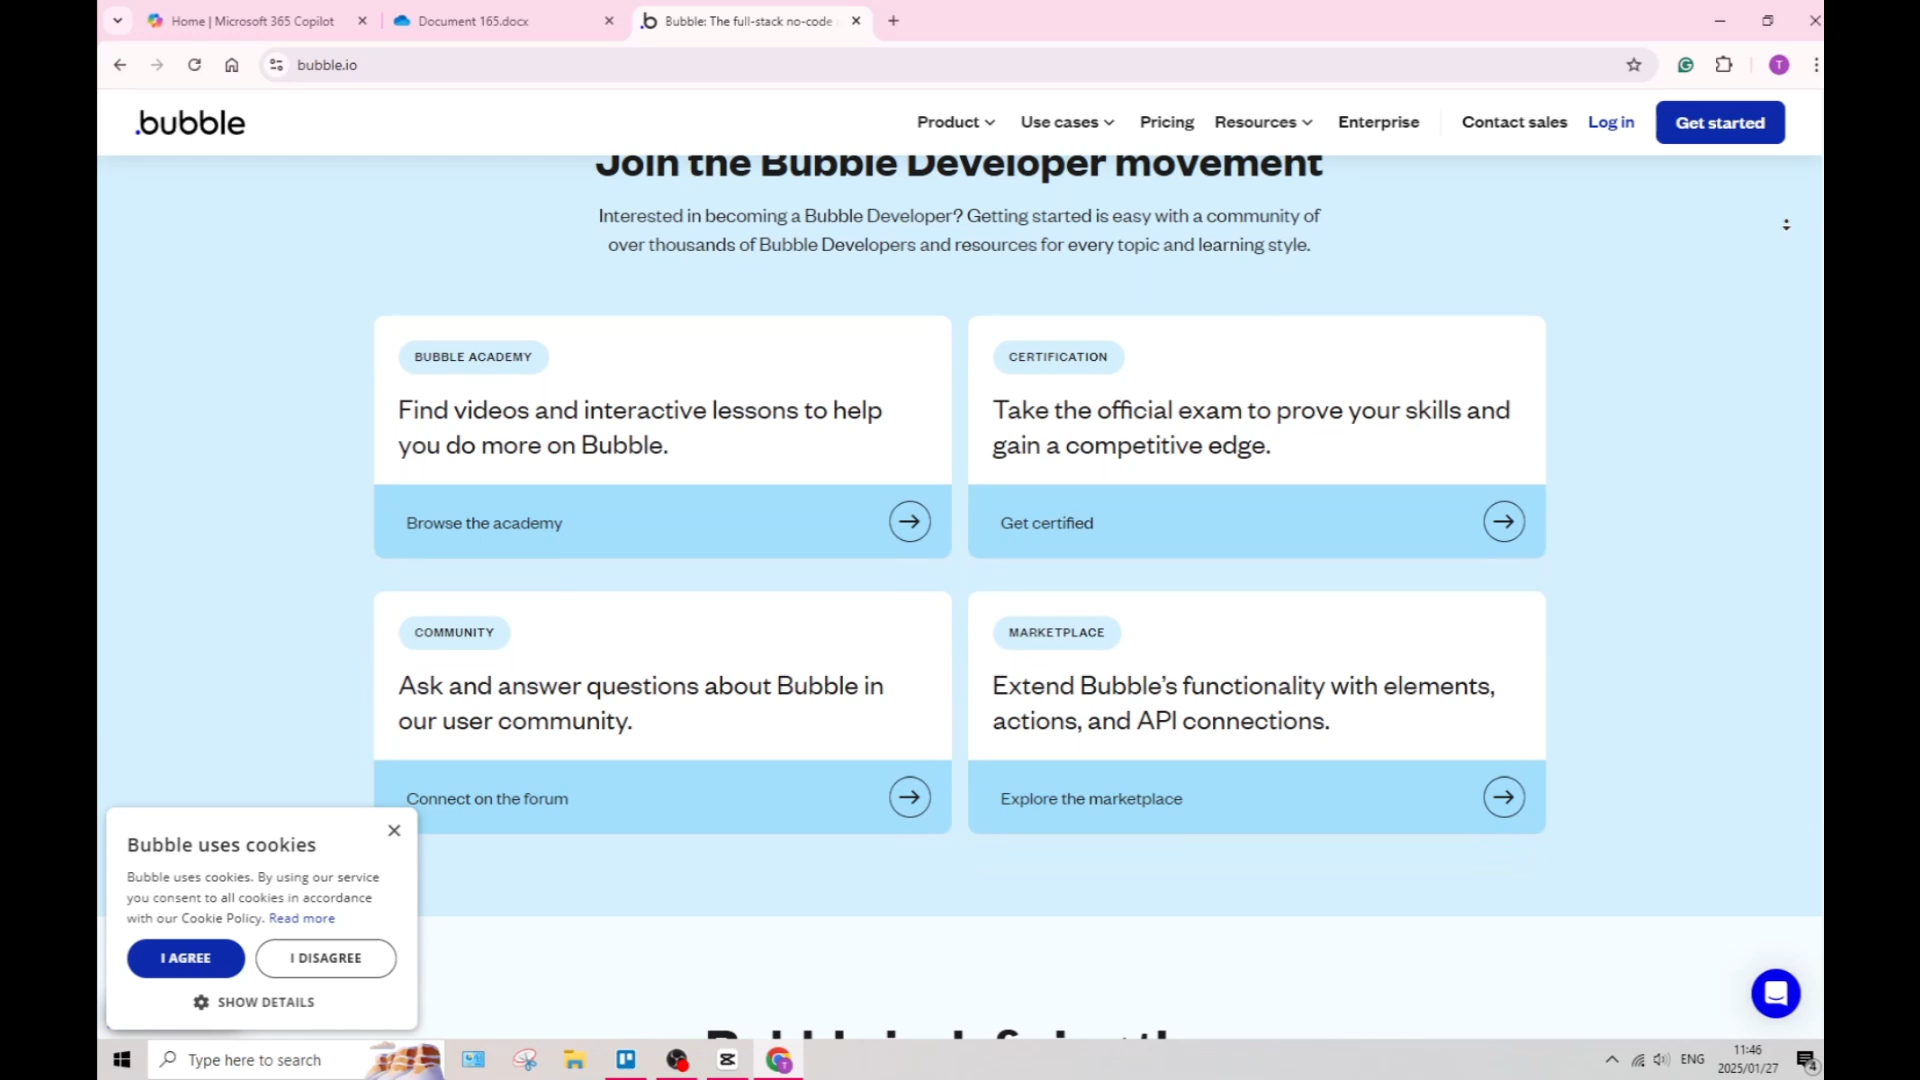 Home | Microsoft 365 Copilot
Document 165.docx
Bubble: The full-stack no-code
bubble.io
T
.bubble
Product
Use cases
Pricing
Resources
Enterprise
Contact sales
Log in
Get started
Join the Bubble Developer movement
Interested in becoming a Bubble Developer? Getting started is easy with a community of
over thousands of Bubble Developers and resources for every topic and learning style.
BUBBLE ACADEMY
Find videos and interactive lessons to help
you do more on Bubble.
Browse the academy
CERTIFICATION
Take the official exam to prove your skills and
gain a competitive edge.
Get certified
COMMUNITY
Ask and answer questions about Bubble in
our user community.
Connect on the forum
MARKETPLACE
Extend Bubble's functionality with elements,
actions, and API connections.
Explore the marketplace
Bubble uses cookies
Bubble uses cookies. By using our service
you consent to all cookies in accordance
with our Cookie Policy. Read more
I AGREE
I DISAGREE
SHOW DETAILS
Type here to search
ENG
11:46
2025/01/27
4